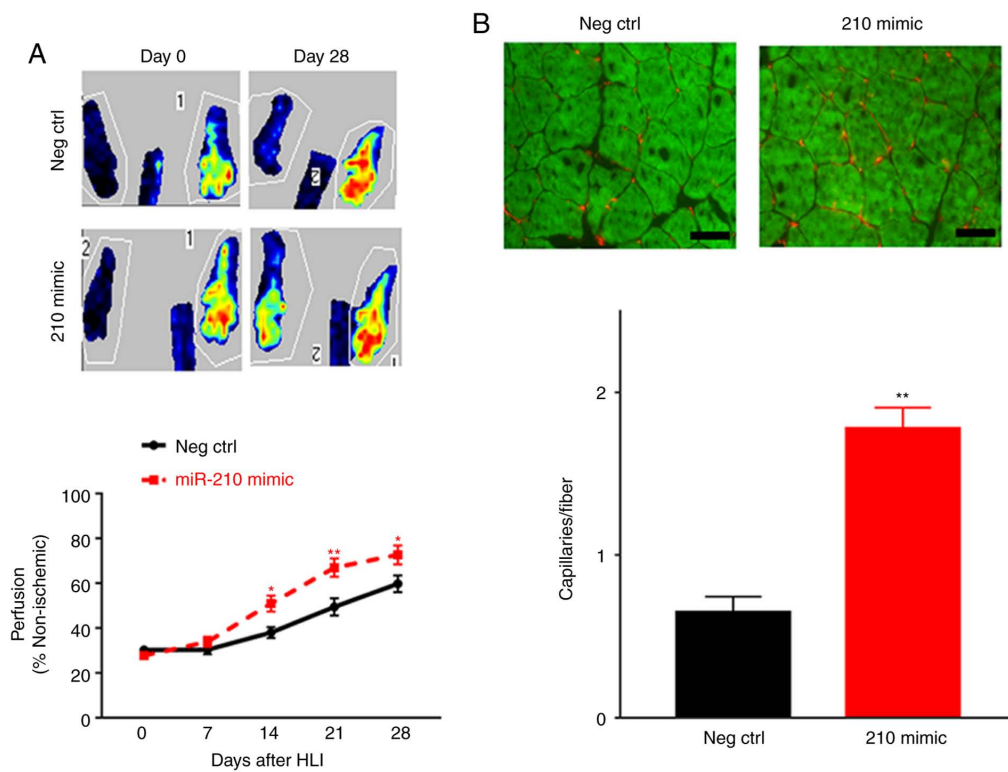 A
Day 0
Day 28
Neg ctrl
1
2
210 mimic
2
1
2
1
Neg ctrl
miR-210 mimic
Perfusion
(% Non-ischemic)
100
80
60
40
20
0
*
**
*
0
7
14
21
28
Days after HLI
B
Neg ctrl
210 mimic
Capillaries/fiber
2
1
0
**
Neg ctrl
210 mimic